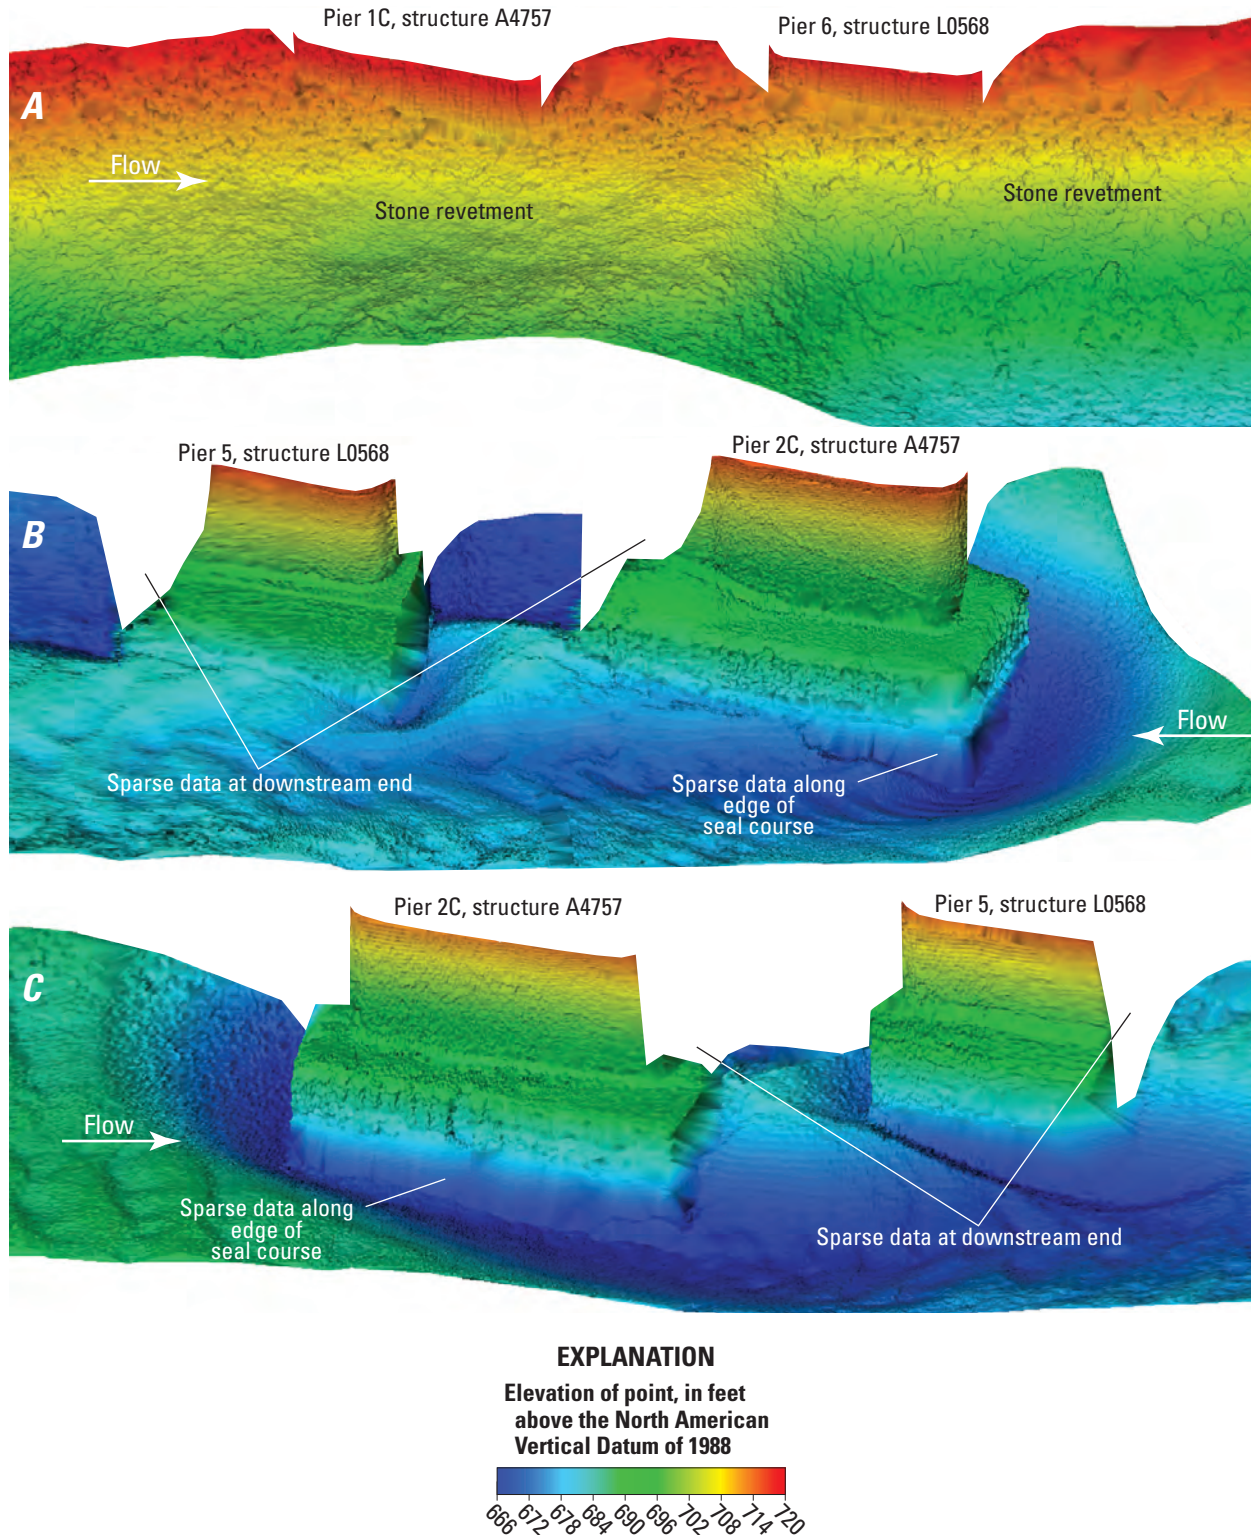 Pier 1C, structure A4757
Pier 6, structure L0568
A
Flow
Stone revetment
Stone revetment
Pier 5, structure L0568
Pier 2C, structure A4757
B
Flow
Sparse data at downstream end
Sparse data along
edge of
seal course
Pier 2C, structure A4757
Pier 5, structure L0568
C
Flow
Sparse data along
edge of
seal course
Sparse data at downstream end
EXPLANATION
Elevation of point, in feet
above the North American
Vertical Datum of 1988
666 672 678 684 690 696 702 708 714 720